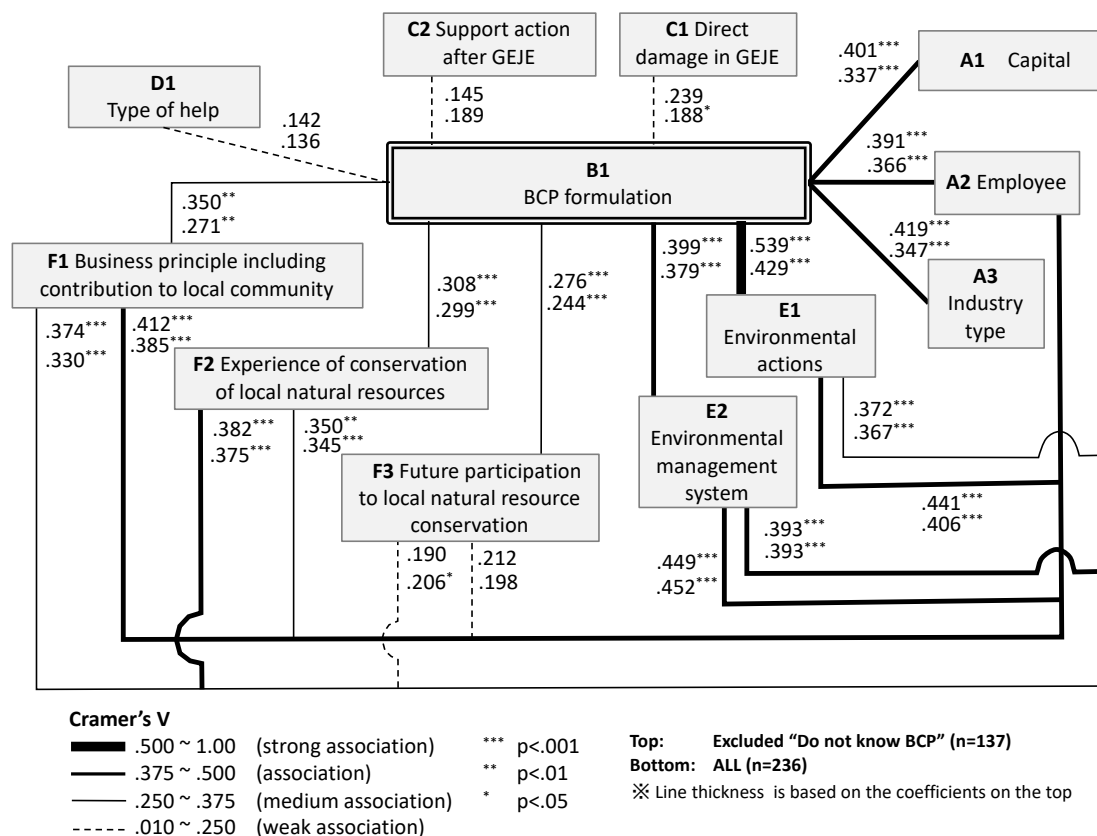 C2 Support action
after GEJE
C1 Direct
damage in GEJE
.401***
.337***
A1 Capital
D1
Type of help
.145
.189
.239
.188*
.142
.136
.391***
.366***
B1
BCP formulation
A2 Employee
.350**
.271**
.419***
.347***
F1 Business principle including
contribution to local community
.308***
.299***
.276***
.244***
.399***
.379***
.539***
.429***
A3
Industry
type
E1
Environmental
actions
.374***
.330***
.412***
.385***
F2 Experience of conservation
of local natural resources
.372***
.367***
E2
Environmental
management
system
.382***
.375***
.350**
.345***
F3 Future participation
to local natural resource
conservation
.441***
.406***
.393***
.393***
.190
.206*
.212
.198
.449***
.452***
Cramer's V
.500 ~ 1.00 (strong association)
.375 ~ .500 (association)
.250 ~ .375 (medium association)
.010 ~ .250 (weak association)
*** p<.001
** p<.01
* p<.05
Top: Excluded “Do not know BCP” (n=137)
Bottom: ALL (n=236)
※ Line thickness is based on the coefficients on the top